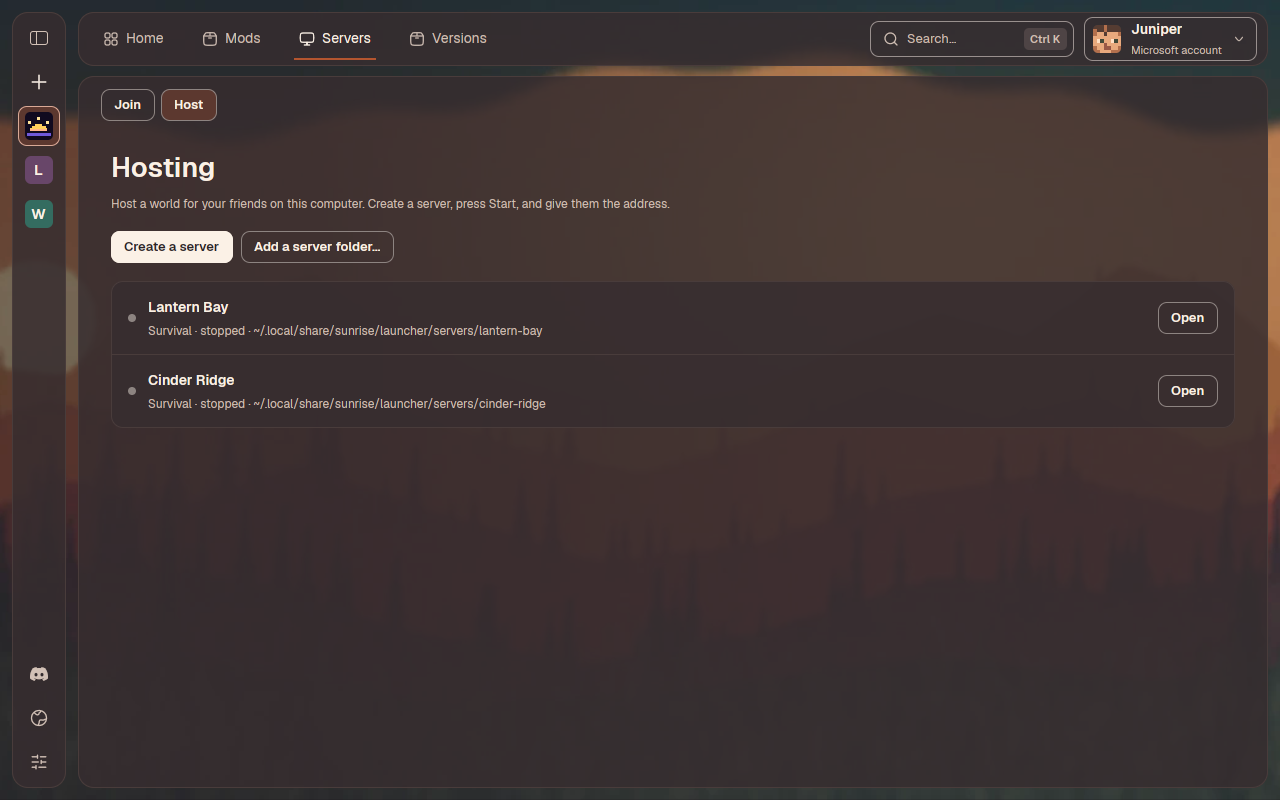 Home
Mods
Servers
Versions
Search...
Ctrl K
Juniper
Microsoft account
L
W
Join
Host
Hosting
Host a world for your friends on this computer. Create a server, press Start, and give them the address.
Create a server
Add a server folder...
Lantern Bay
Survival · stopped · ~/.local/share/sunrise/launcher/servers/lantern-bay
Open
Cinder Ridge
Survival · stopped · ~/.local/share/sunrise/launcher/servers/cinder-ridge
Open